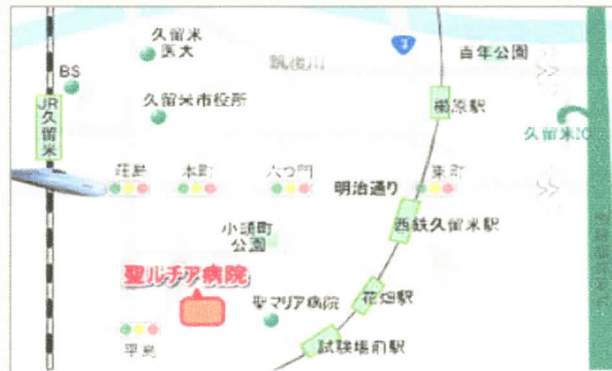 久留米
医大
3
筑後川
百年公園
BS
久留米市役所
櫛原駅
JR久留米
久留米IC
荘島
本町
六つ門
明治通り
東町
小頭町
公園
西鉄久留米駅
聖ルチア病院
聖マリア病院
花畑駅
平島
試験場前駅